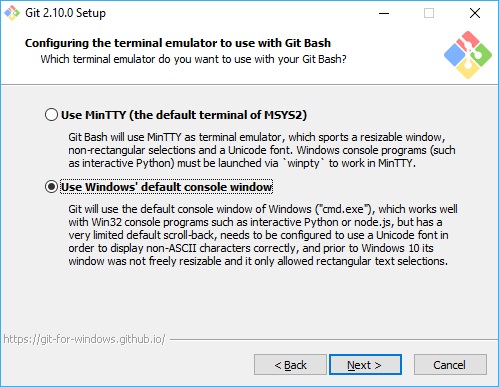 Git 2.10.0 Setup
Configuring the terminal emulator to use with Git Bash
Which terminal emulator do you want to use with your Git Bash?
Use MinTTY (the default terminal of MSYS2)
Git Bash will use MinTTY as terminal emulator, which sports a resizable window,
non-rectangular selections and a Unicode font. Windows console programs (such
as interactive Python) must be launched via `winpty` to work in MinTTY.
Use Windows' default console window
Git will use the default console window of Windows ("cmd.exe"), which works well
with Win32 console programs such as interactive Python or node.js, but has a
very limited default scroll-back, needs to be configured to use a Unicode font in
order to display non-ASCII characters correctly, and prior to Windows 10 its
window was not freely resizable and it only allowed rectangular text selections.
https://git-for-windows.github.io/
< Back
Next >
Cancel